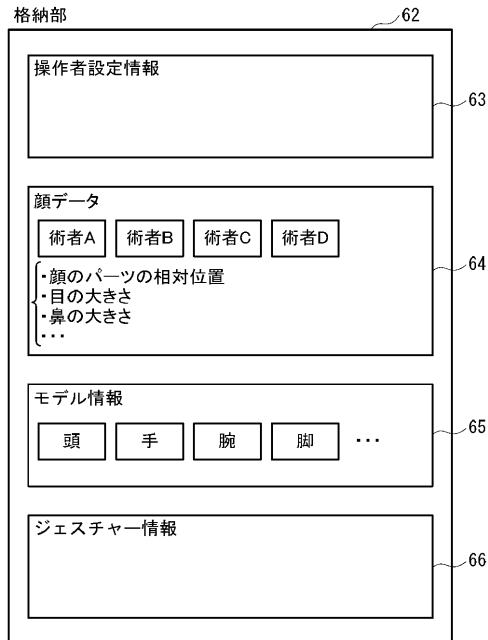 格納部
62
操作者設定情報
63
顔データ
術者A 術者B 術者C 術者D
・顔のパーツの相対位置
・目の大きさ
・鼻の大きさ
・・・・
64
モデル情報
頭 手 腕 脚 ・・・
65
ジェスチャー情報
66